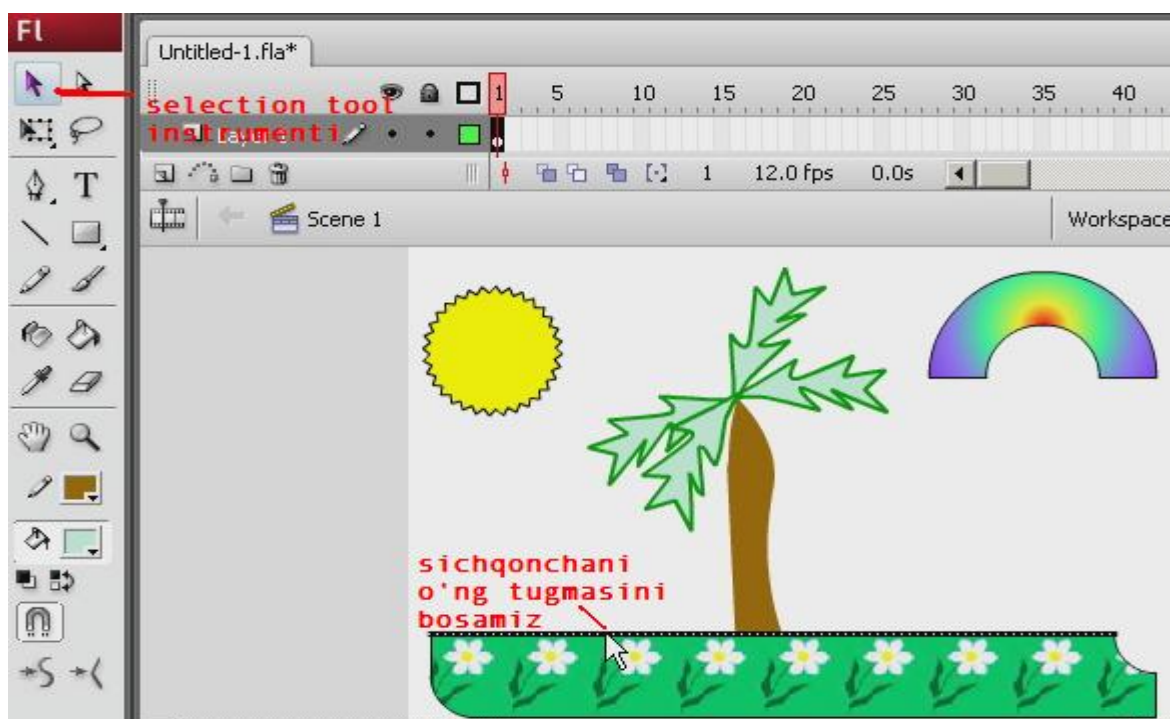 Fl
Untitled-1.fla*
selection tool
instrumenti
1 5 10 15 20 25 30 35 40
1 12.0 fps 0.0s
Scene 1
Workspace
T
sichqonchani
o'ng tugmasini
bosamiz